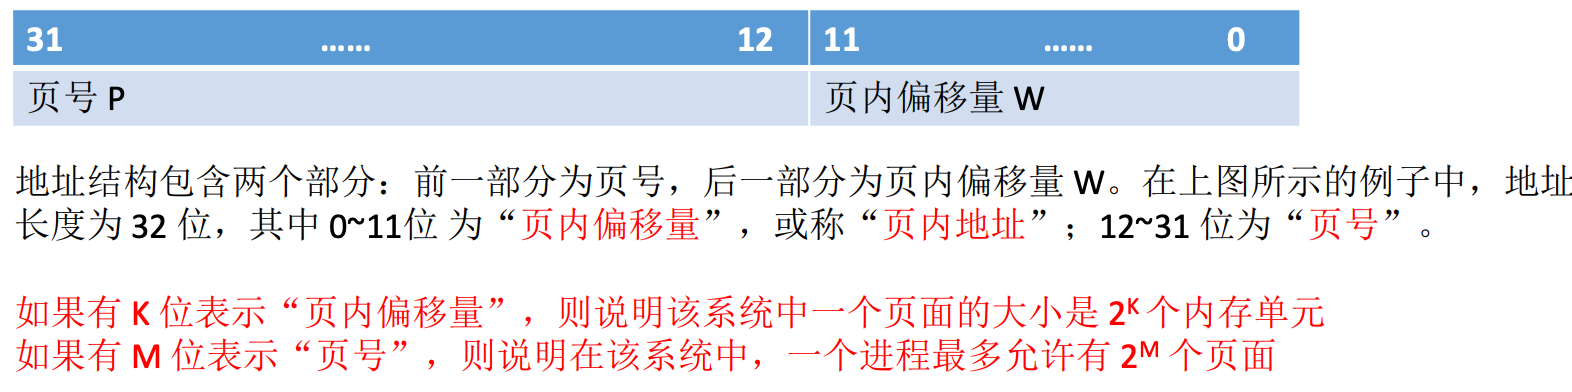 31 …… 12 11 …… 0
页号 P 页内偏移量 W
地址结构包含两个部分：前一部分为页号，后一部分为页内偏移量 W。在上图所示的例子中，地址
长度为 32 位，其中 0~11位 为“页内偏移量”，或称“页内地址”；12~31 位为“页号”。
如果有 K 位表示“页内偏移量”，则说明该系统中一个页面的大小是 2ᴷ 个内存单元
如果有 M 位表示“页号”，则说明在该系统中，一个进程最多允许有 2ᴹ 个页面